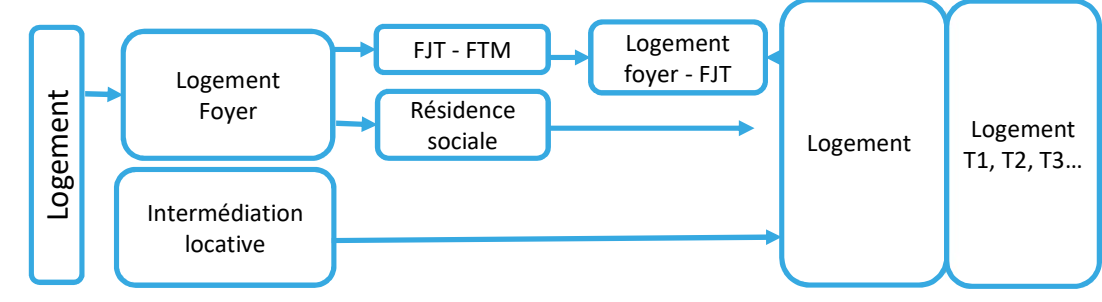 Logement
Logement
Foyer
FJT - FTM
Logement
foyer - FJT
Résidence
sociale
Intermédiation
locative
Logement
Logement
T1, T2, T3...